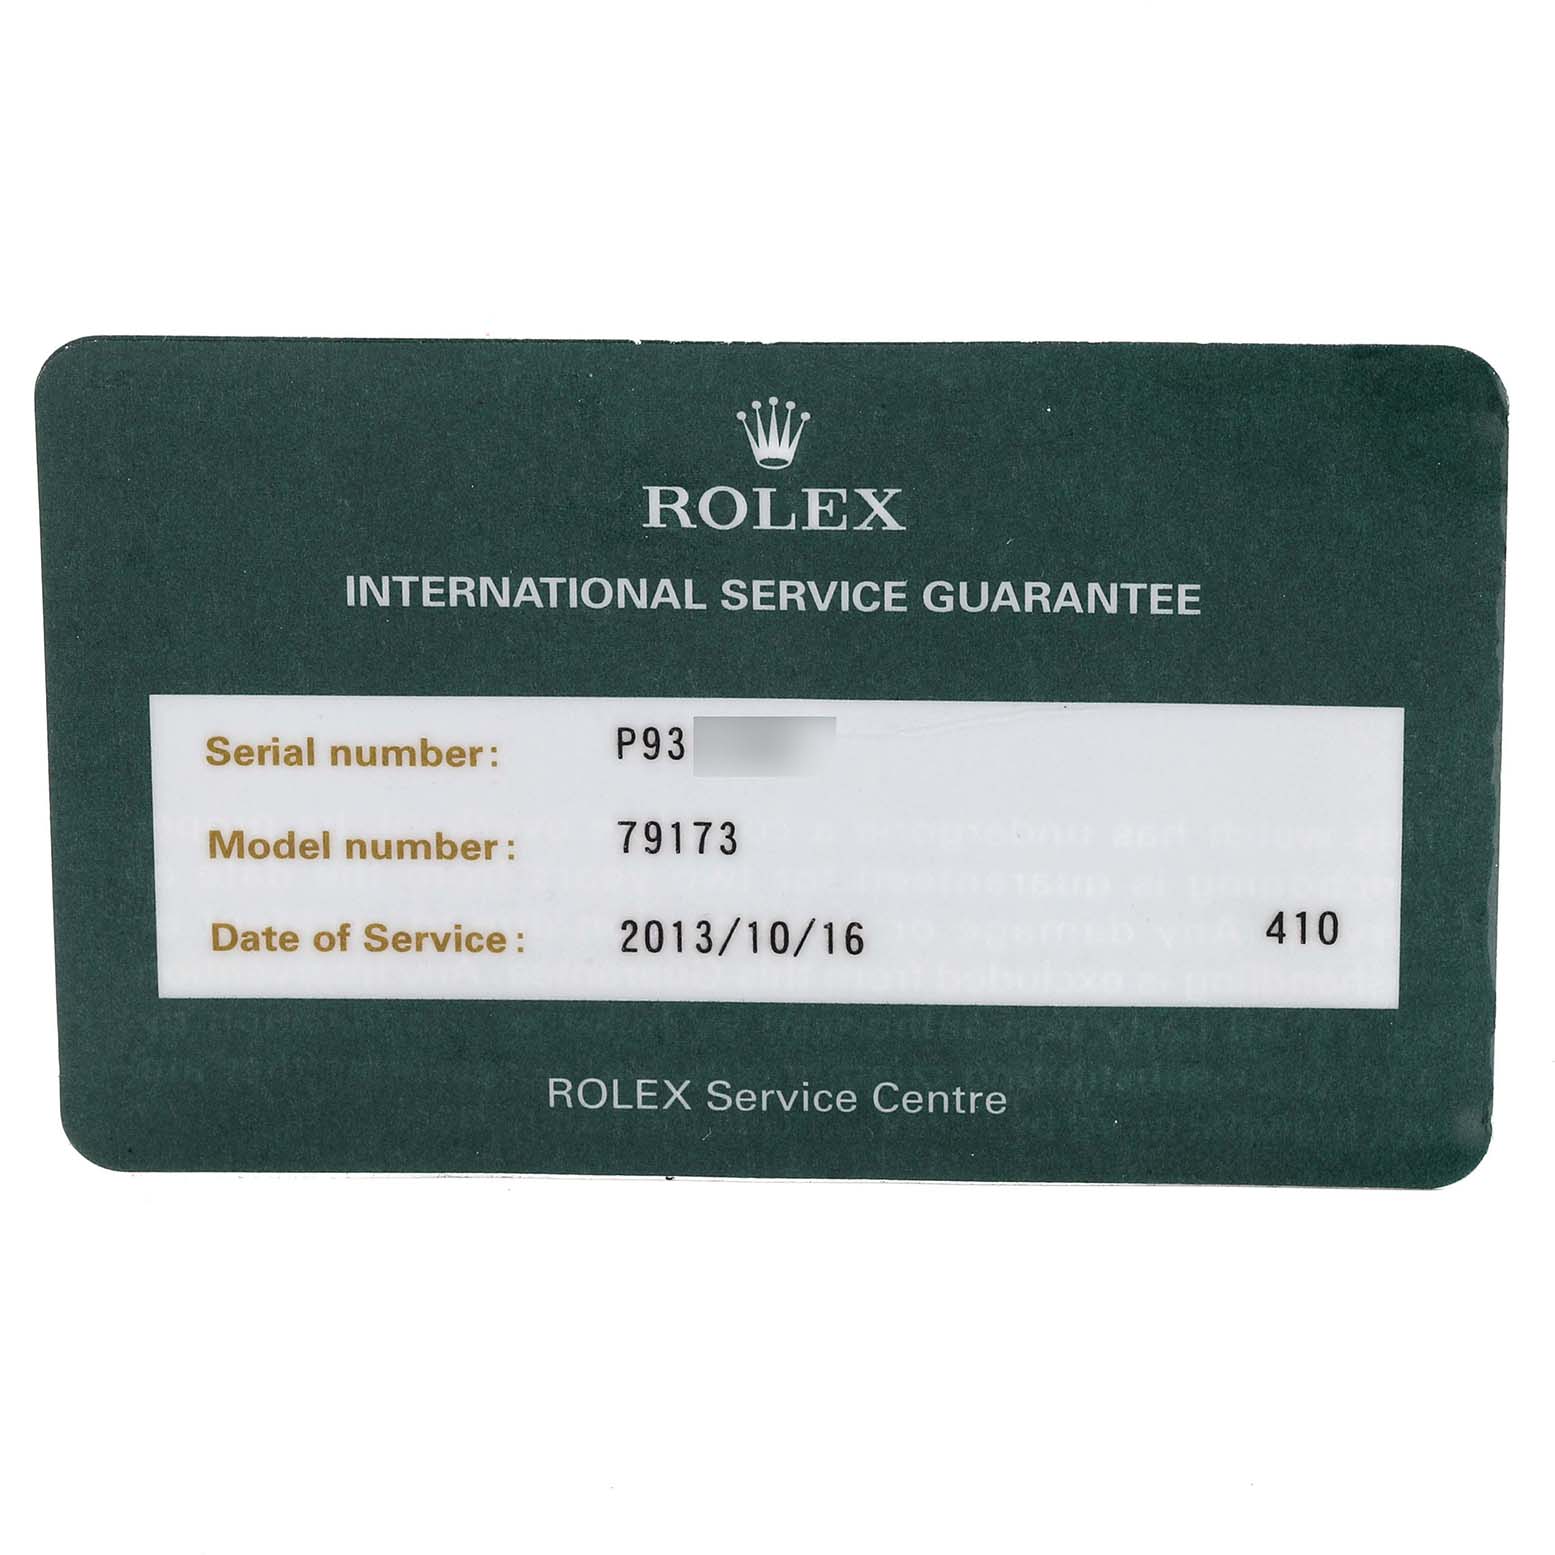 ROLEX
INTERNATIONAL SERVICE GUARANTEE
Serial number: P93
Model number: 79173
Date of Service: 2013/10/16 410
ROLEX Service Centre